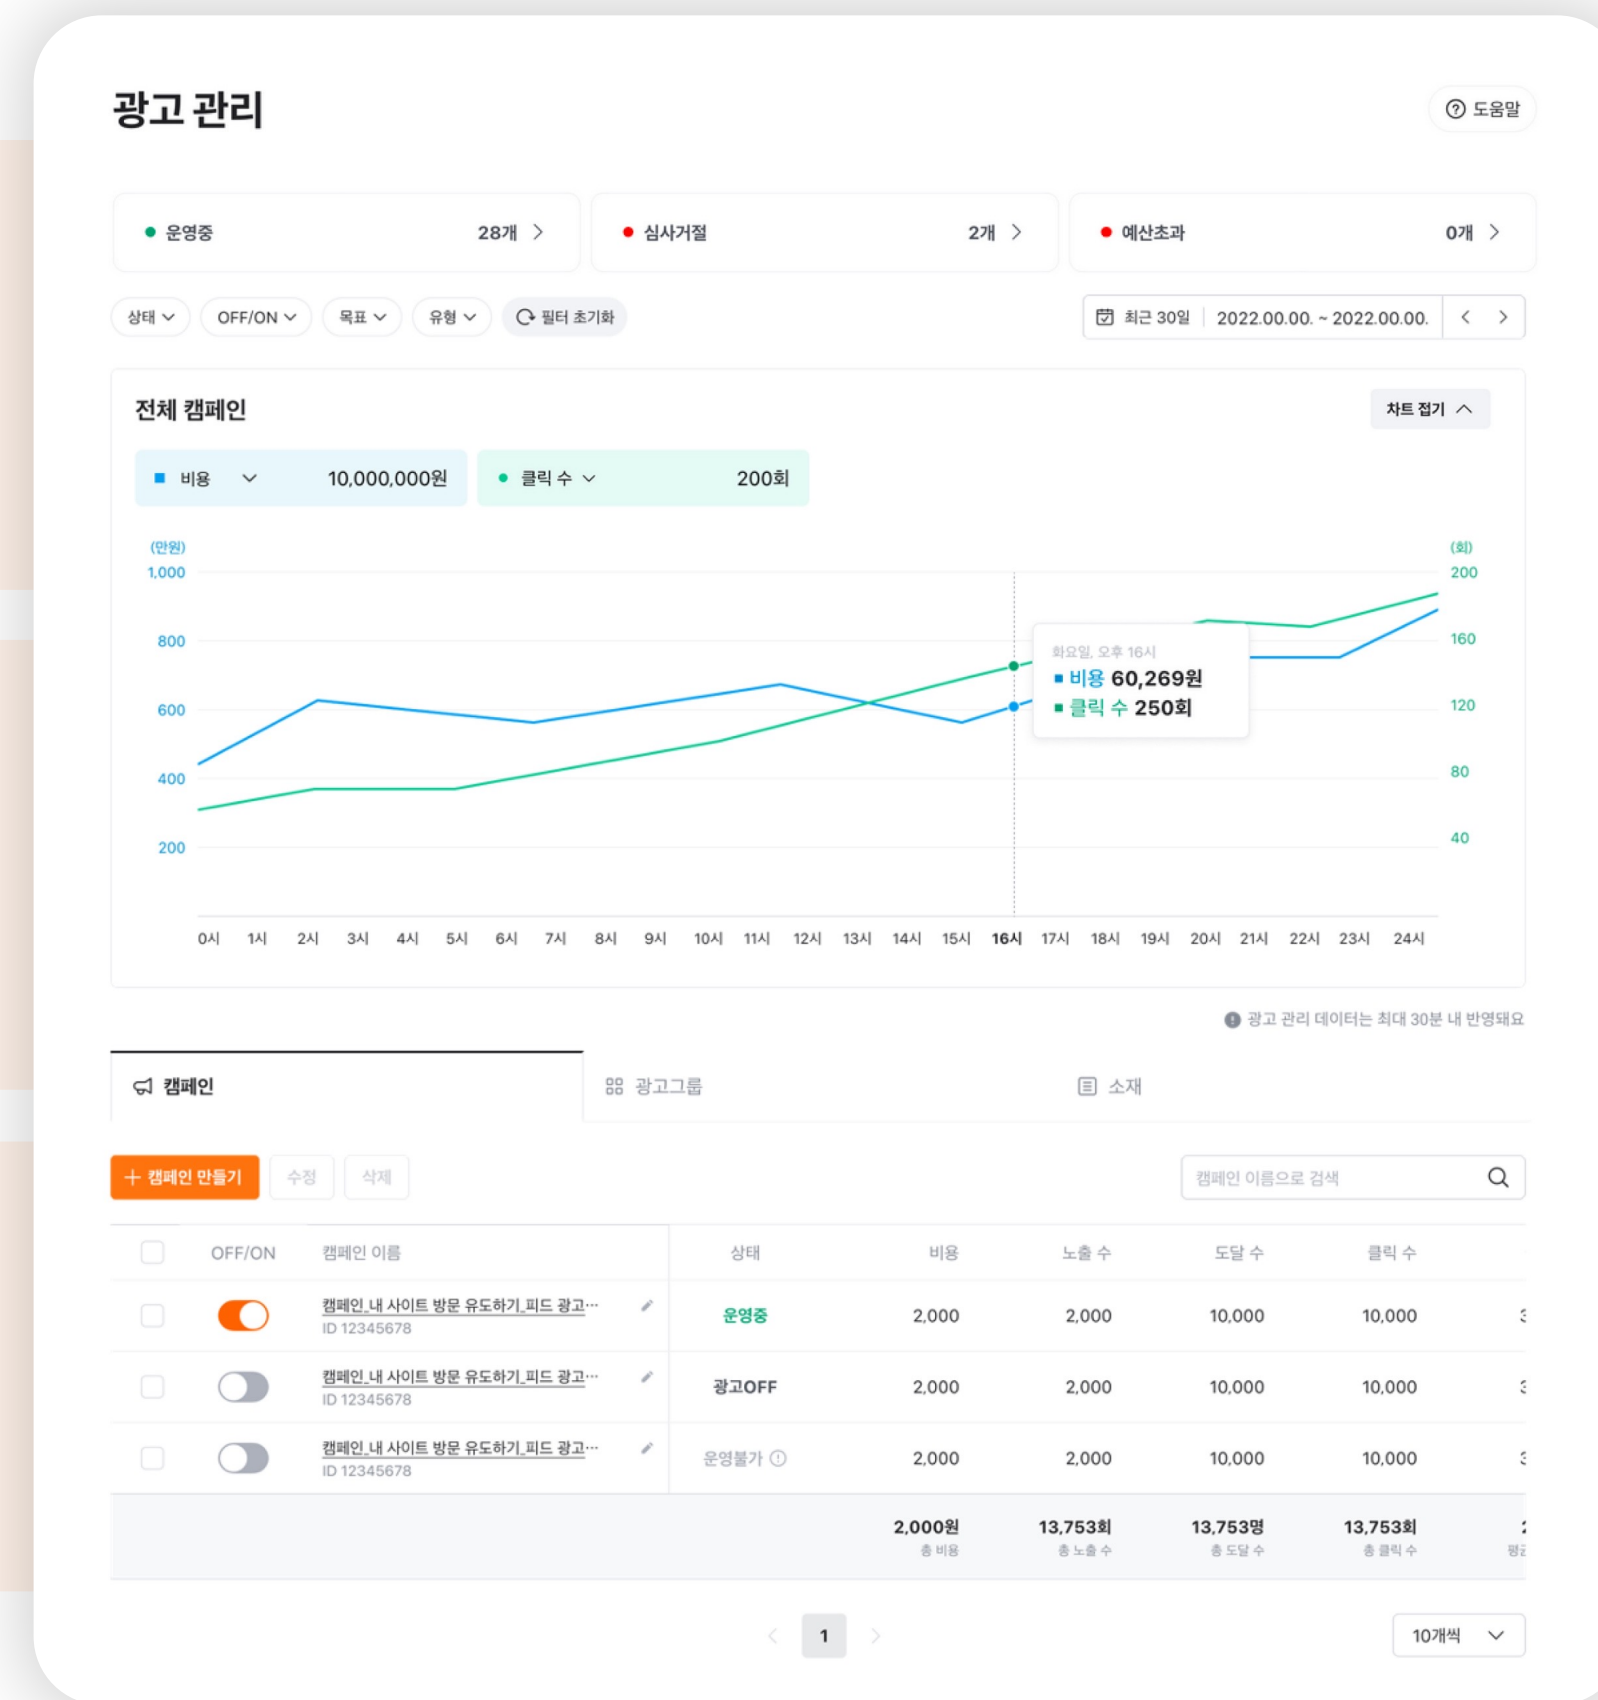 광고 관리
도움말
운영중 28개
심사거절 2개
예산초과 0개
상태 OFF/ON 목표 유형 필터 초기화
최근 30일 2022.00.00. ~ 2022.00.00.
전체 캠페인
차트 접기
비용 10,000,000원
클릭 수 200회
(만원)
1,000
800
600
400
200
(회)
200
160
120
80
40
화요일, 오후 16시
비용 60,269원
클릭 수 250회
0시 1시 2시 3시 4시 5시 6시 7시 8시 9시 10시 11시 12시 13시 14시 15시 16시 17시 18시 19시 20시 21시 22시 23시 24시
광고 관리 데이터는 최대 30분 내 반영돼요
캠페인 광고그룹 소재
+ 캠페인 만들기 수정 삭제
캠페인 이름으로 검색
OFF/ON 캠페인 이름 상태 비용 노출 수 도달 수 클릭 수
캠페인_내 사이트 방문 유도하기_피드 광고···
ID 12345678
운영중 2,000 2,000 10,000 10,000
캠페인_내 사이트 방문 유도하기_피드 광고···
ID 12345678
광고OFF 2,000 2,000 10,000 10,000
캠페인_내 사이트 방문 유도하기_피드 광고···
ID 12345678
운영불가 2,000 2,000 10,000 10,000
2,000원 13,753회 13,753명 13,753회
총 비용 총 노출 수 총 도달 수 총 클릭 수
1
10개씩